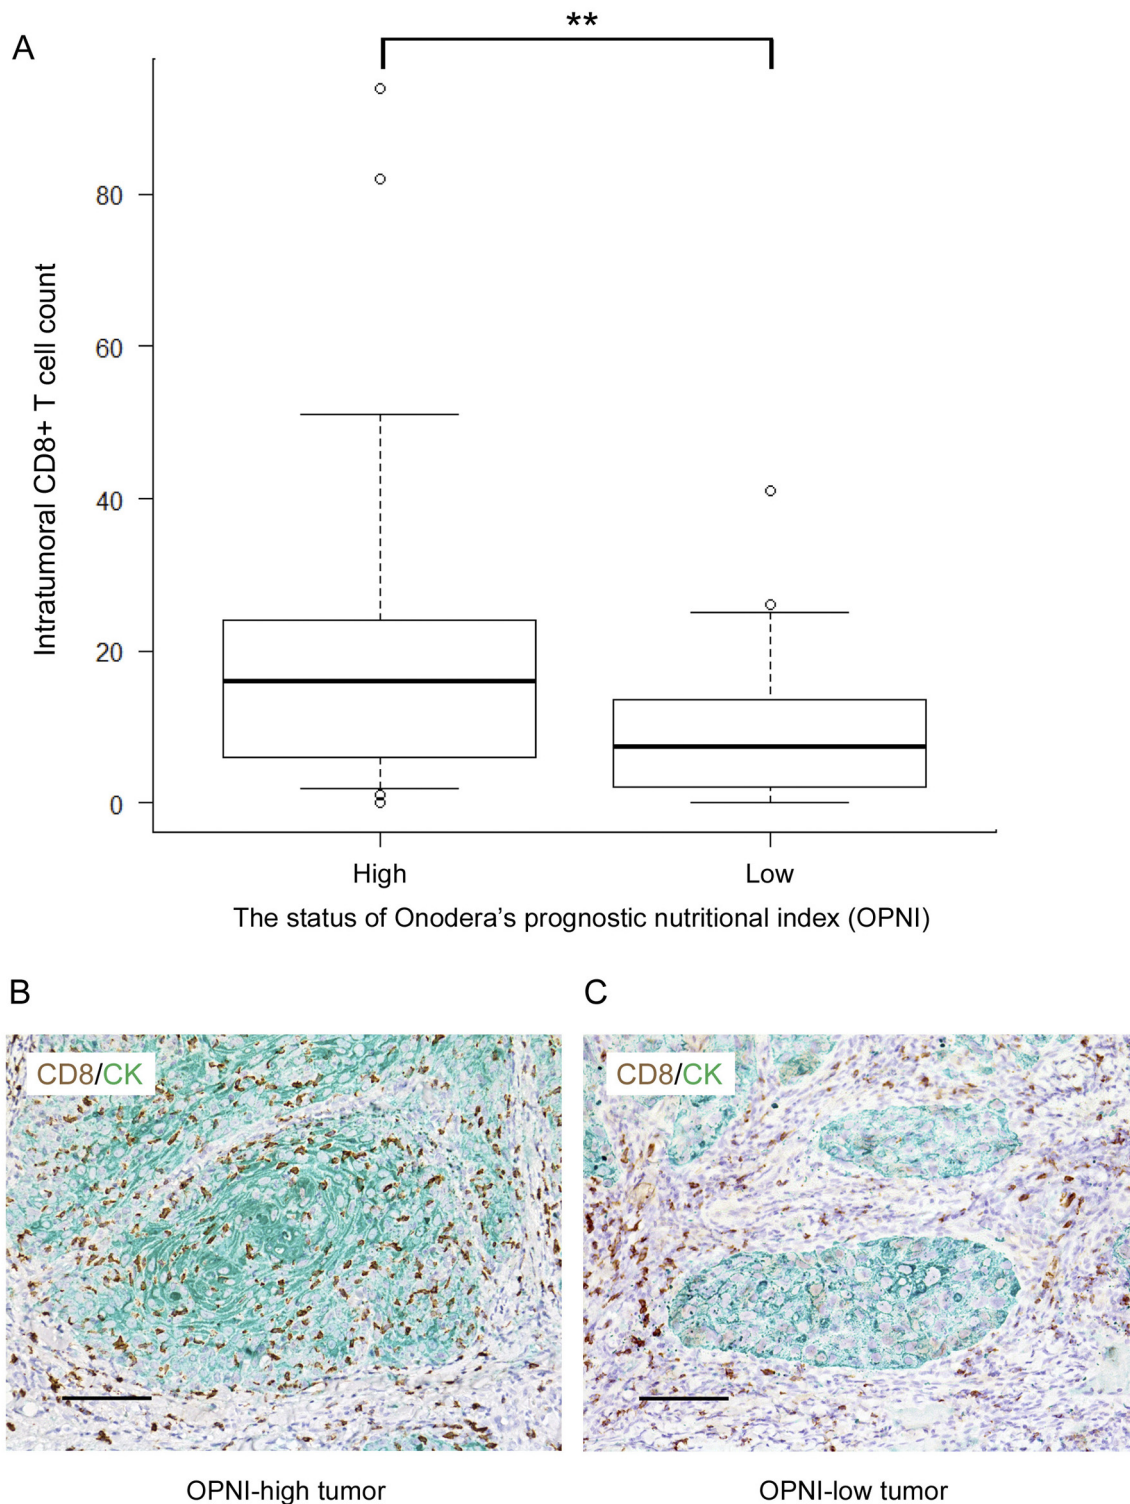 A
**
Intratumoral CD8+ T cell count
80
60
40
20
0
High
Low
The status of Onodera’s prognostic nutritional index (OPNI)
B
C
CD8/CK
CD8/CK
OPNI-high tumor
OPNI-low tumor